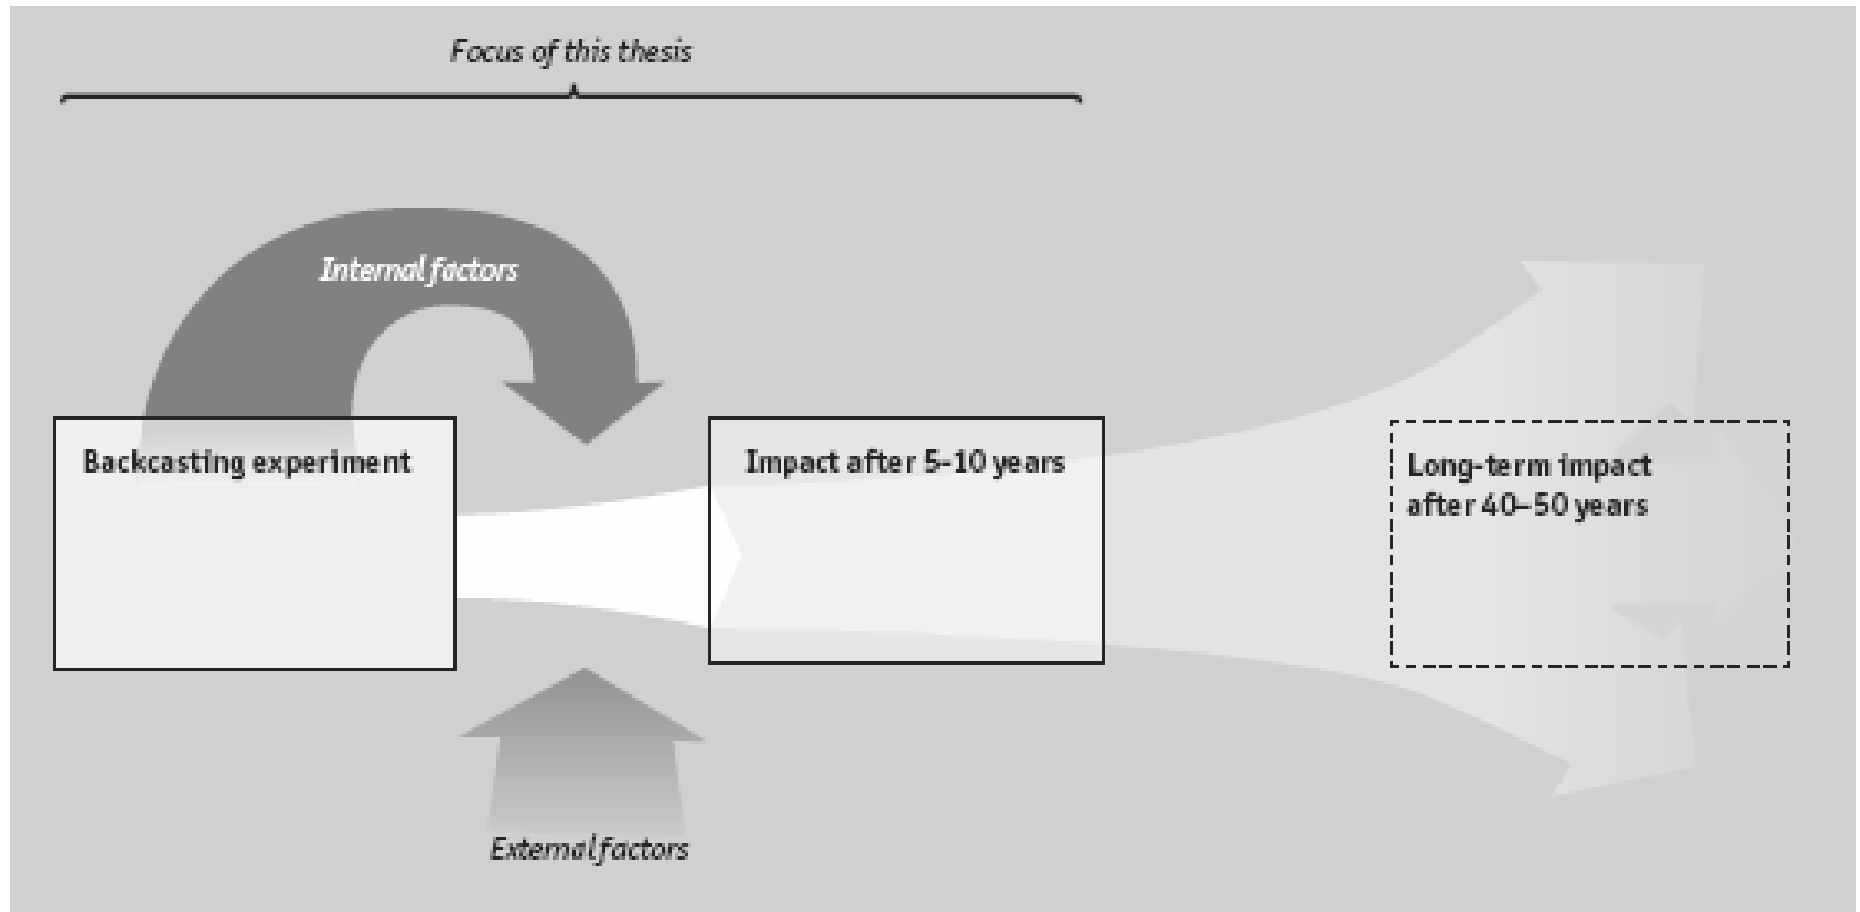 Focus of this thesis
Internal factors
Backcasting experiment
Impact after 5-10 years
Long-term impact
after 40–50 years
External factors